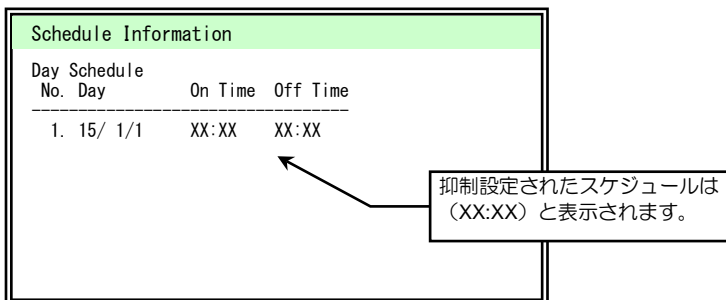 Schedule Information
Day Schedule
No. Day On Time Off Time
----------------------------------
1. 15/ 1/1 XX:XX XX:XX
抑制設定されたスケジュールは
（XX:XX）と表示されます。